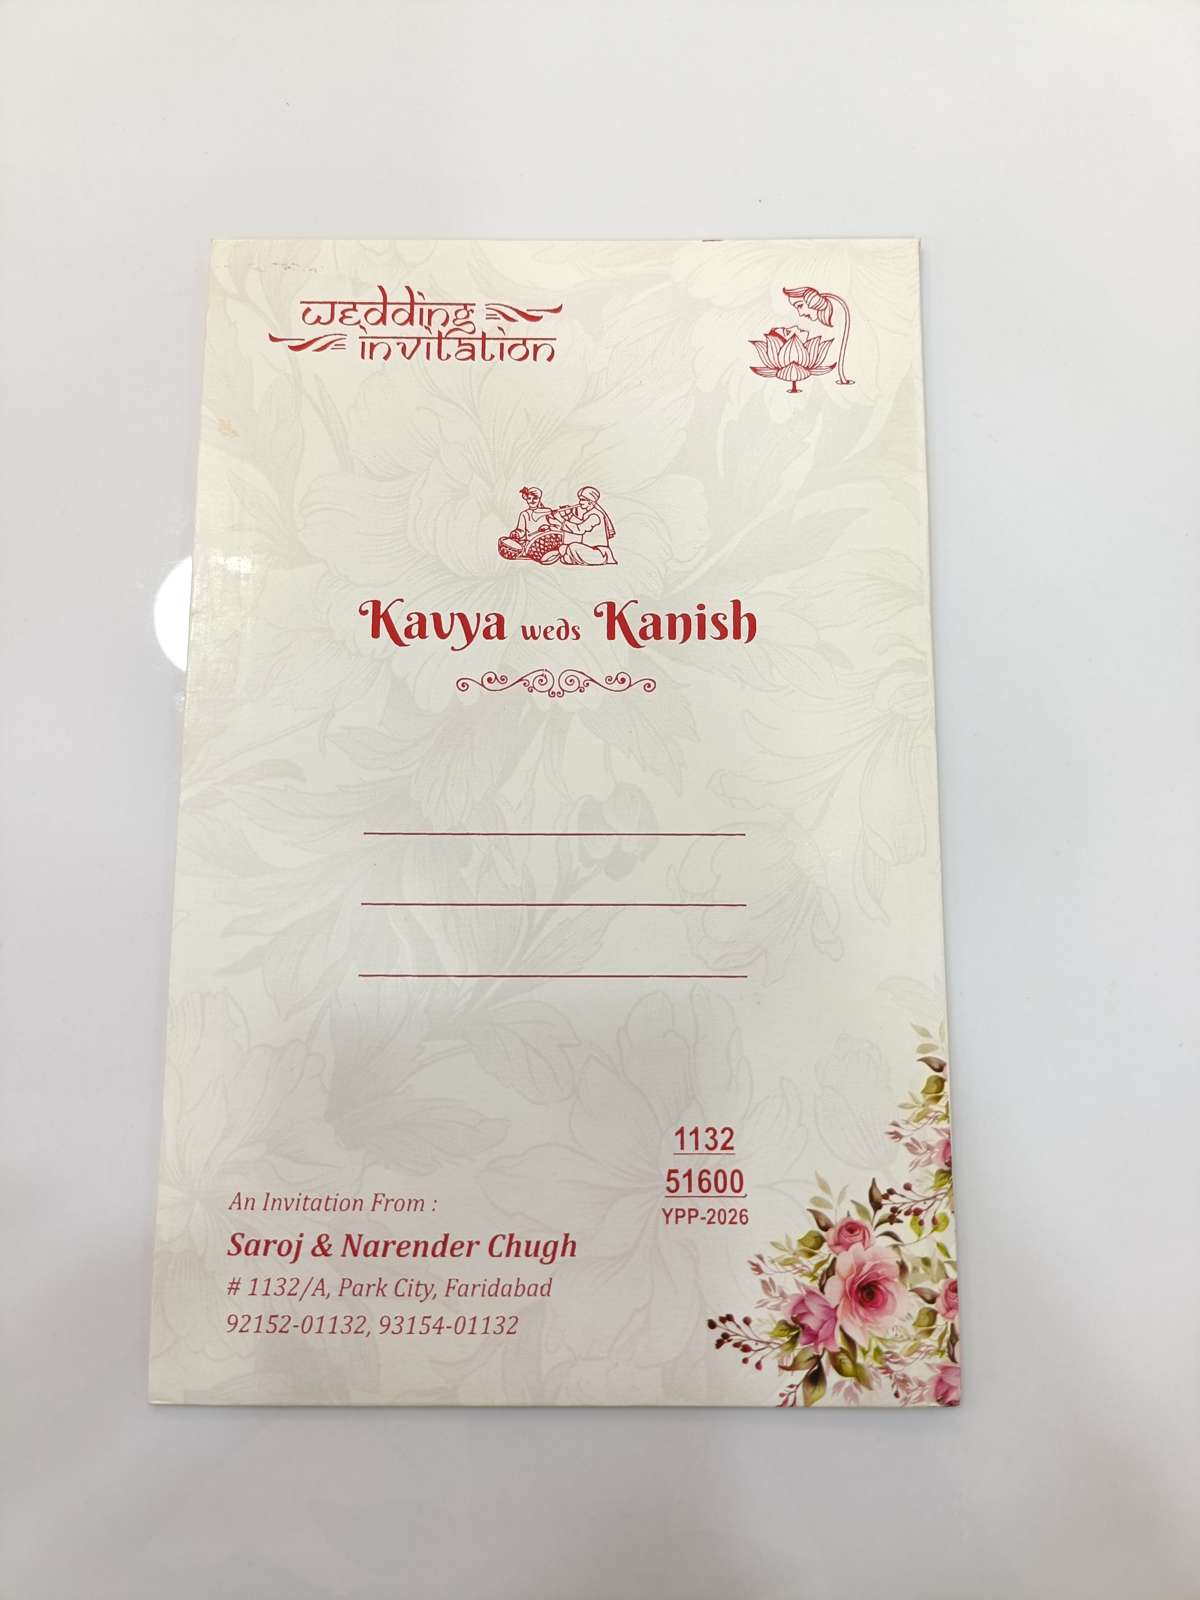 wedding
invitation
Kavya weds Kanish
1132
51600
YPP-2026
An Invitation From :
Saroj & Narender Chugh
# 1132/A, Park City, Faridabad
92152-01132, 93154-01132